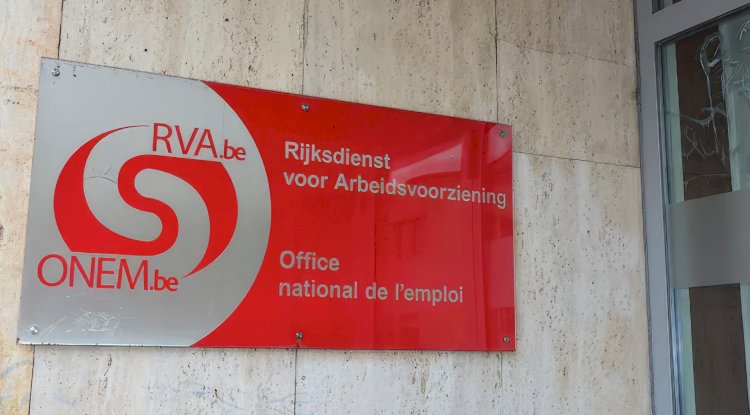 RVA.be
ONEM.be
Rijksdienst
voor Arbeidsvoorziening
Office
national de l'emploi